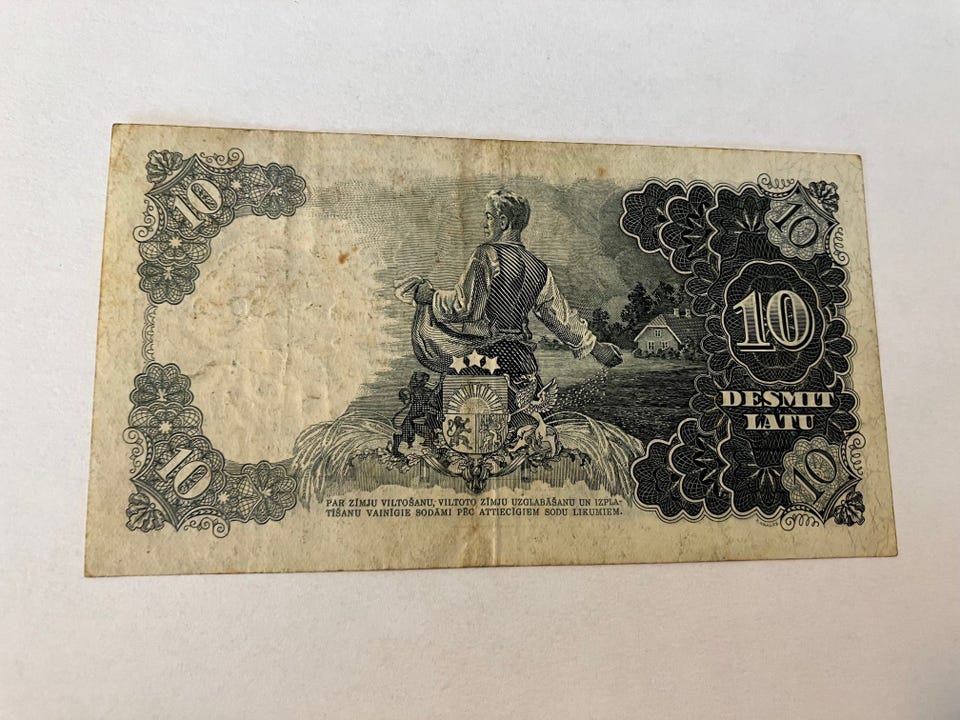 10
10
10
DESMIT
LATU
10
10
PAR ZĪMJU VILTOŠANU, VILTOTO ZĪMJU UZGLABĀŠANU UN IZPLA-
TĪŠANU VAINĪGIE SODĀMI PĒC ATTIECĪGIEM SODU LIKUMIEM.